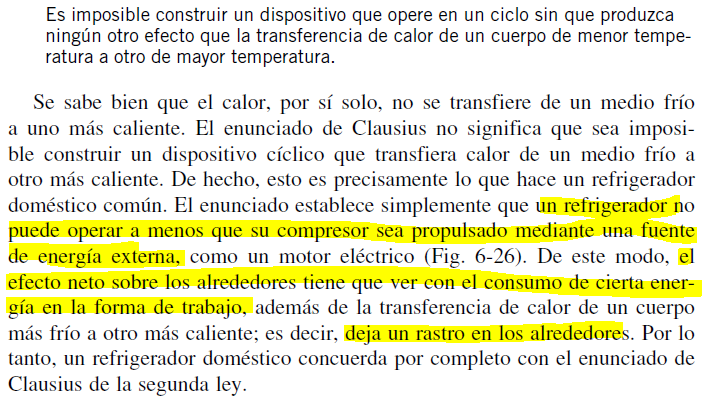 Es imposible construir un dispositivo que opere en un ciclo sin que produzca
ningún otro efecto que la transferencia de calor de un cuerpo de menor tempe-
ratura a otro de mayor temperatura.
Se sabe bien que el calor, por sí solo, no se transfiere de un medio frío
a uno más caliente. El enunciado de Clausius no significa que sea imposi-
ble construir un dispositivo cíclico que transfiera calor de un medio frío a
otro más caliente. De hecho, esto es precisamente lo que hace un refrigerador
doméstico común. El enunciado establece simplemente que un refrigerador no
puede operar a menos que su compresor sea propulsado mediante una fuente
de energía externa, como un motor eléctrico (Fig. 6-26). De este modo, el
efecto neto sobre los alrededores tiene que ver con el consumo de cierta ener-
gía en la forma de trabajo, además de la transferencia de calor de un cuerpo
más frío a otro más caliente; es decir, deja un rastro en los alrededores. Por lo
tanto, un refrigerador doméstico concuerda por completo con el enunciado de
Clausius de la segunda ley.